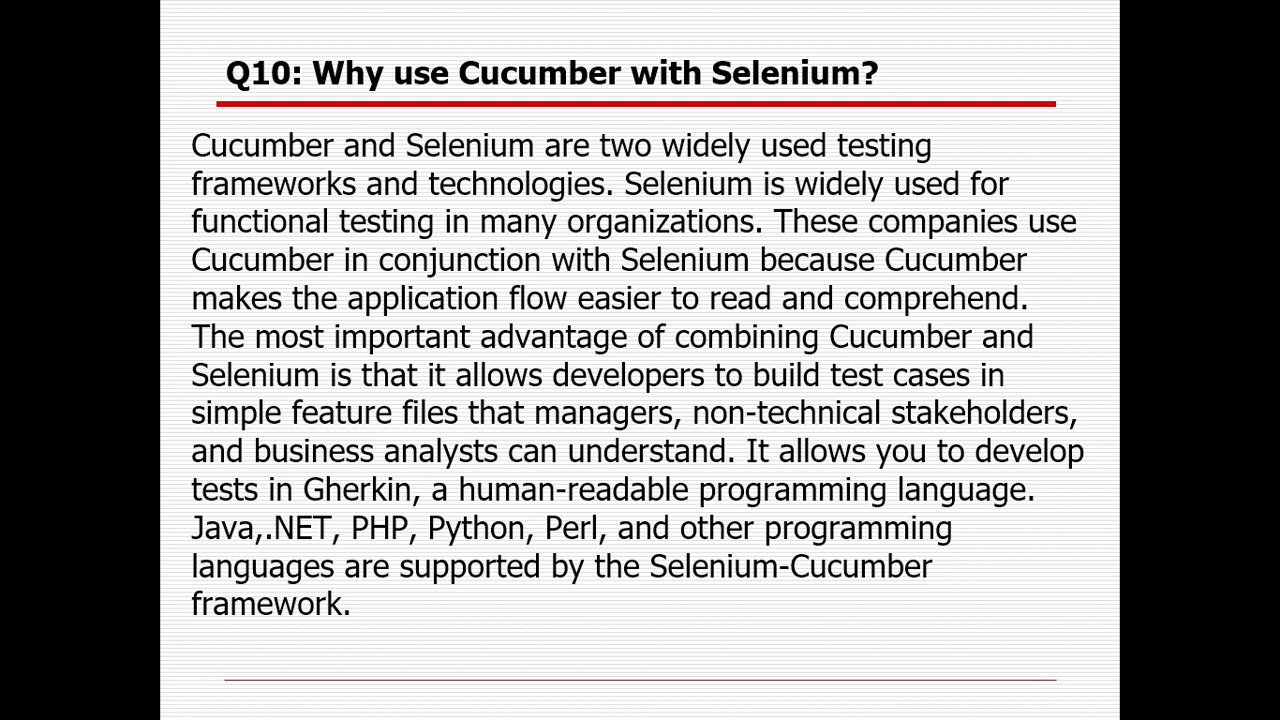 Q10: Why use Cucumber with Selenium?
Cucumber and Selenium are two widely used testing
frameworks and technologies. Selenium is widely used for
functional testing in many organizations. These companies use
Cucumber in conjunction with Selenium because Cucumber
makes the application flow easier to read and comprehend.
The most important advantage of combining Cucumber and
Selenium is that it allows developers to build test cases in
simple feature files that managers, non-technical stakeholders,
and business analysts can understand. It allows you to develop
tests in Gherkin, a human-readable programming language.
Java,.NET, PHP, Python, Perl, and other programming
languages are supported by the Selenium-Cucumber
framework.